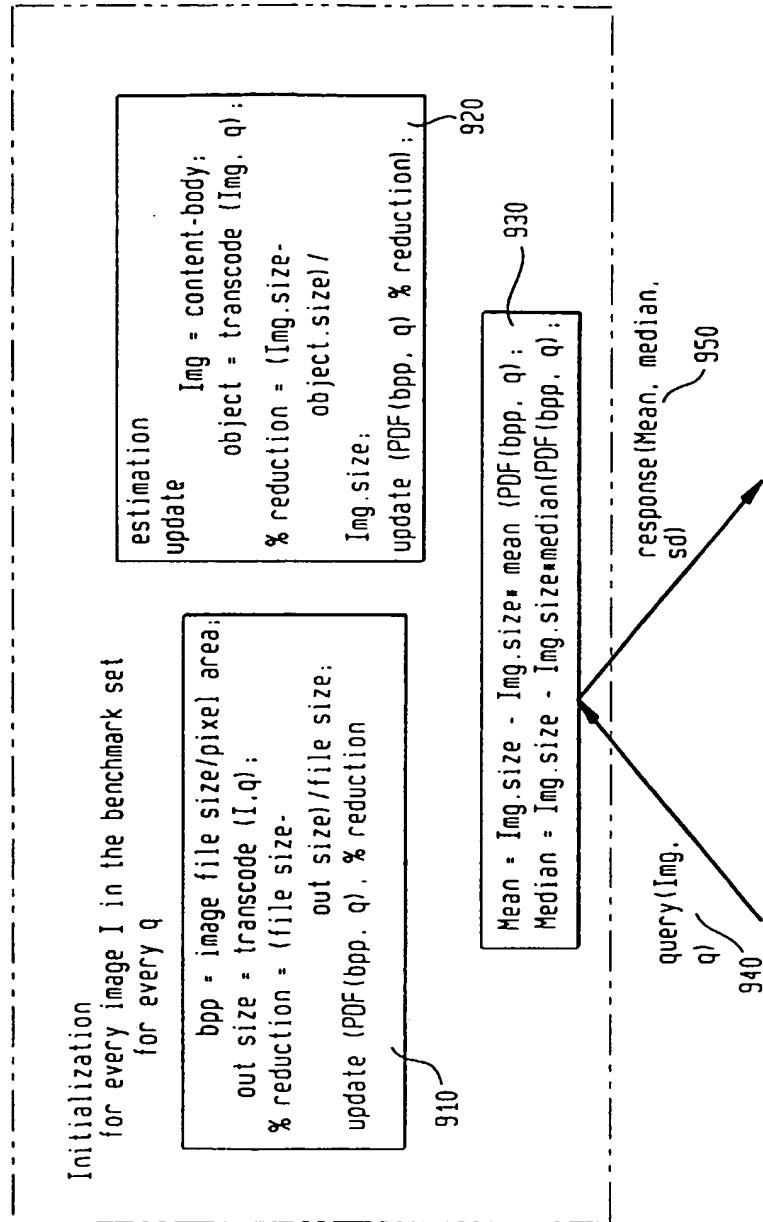 Initialization
for every image I in the benchmark set
for every q
bpp = image file size/pixel area;
out size = transcode (I,q);
% reduction = (file size-
out size)/file size;
update (PDF(bpp, q), % reduction
910
estimation
update
Img = content-body;
object = transcode (Img, q);
% reduction = (Img.size-
object.size)/
Img.size;
update (PDF(bpp, q) % reduction);
920
Mean = Img.size - Img.size* mean (PDF(bpp, q);
Median = Img.size - Img.size*median(PDF(bpp, q);
930
query(Img,
q)
940
response(Mean, median,
sd)
950